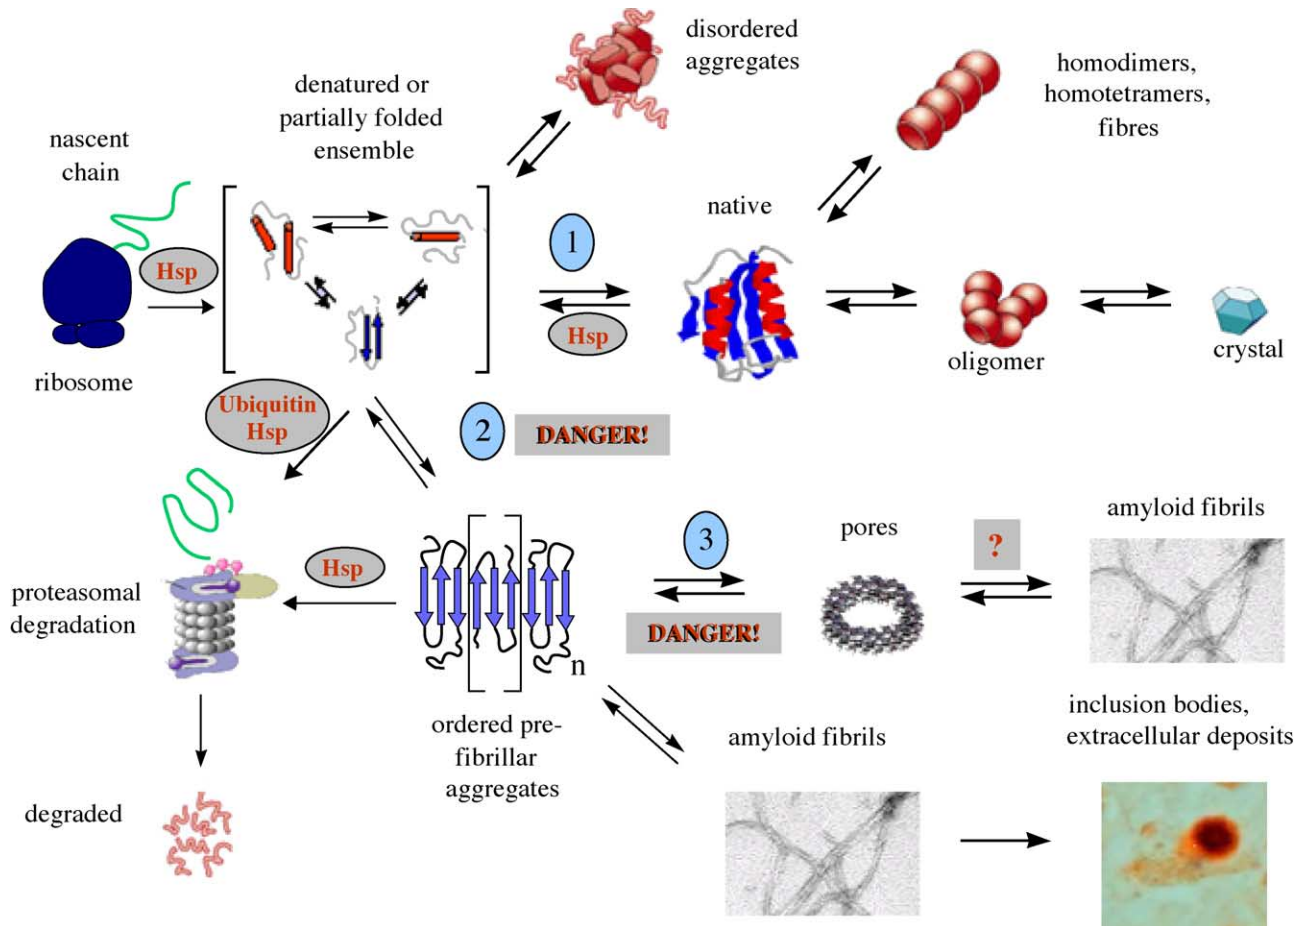 disordered
aggregates
homodimers,
homotetramers,
fibres
denatured or
partially folded
ensemble
nascent
chain
native
1
Hsp
Hsp
oligomer
crystal
ribosome
Ubiquitin
Hsp
2
DANGER!
amyloid fibrils
3
pores
?
Hsp
proteasomal
degradation
DANGER!
n
ordered pre-
fibrillar
aggregates
inclusion bodies,
extracellular deposits
amyloid fibrils
degraded